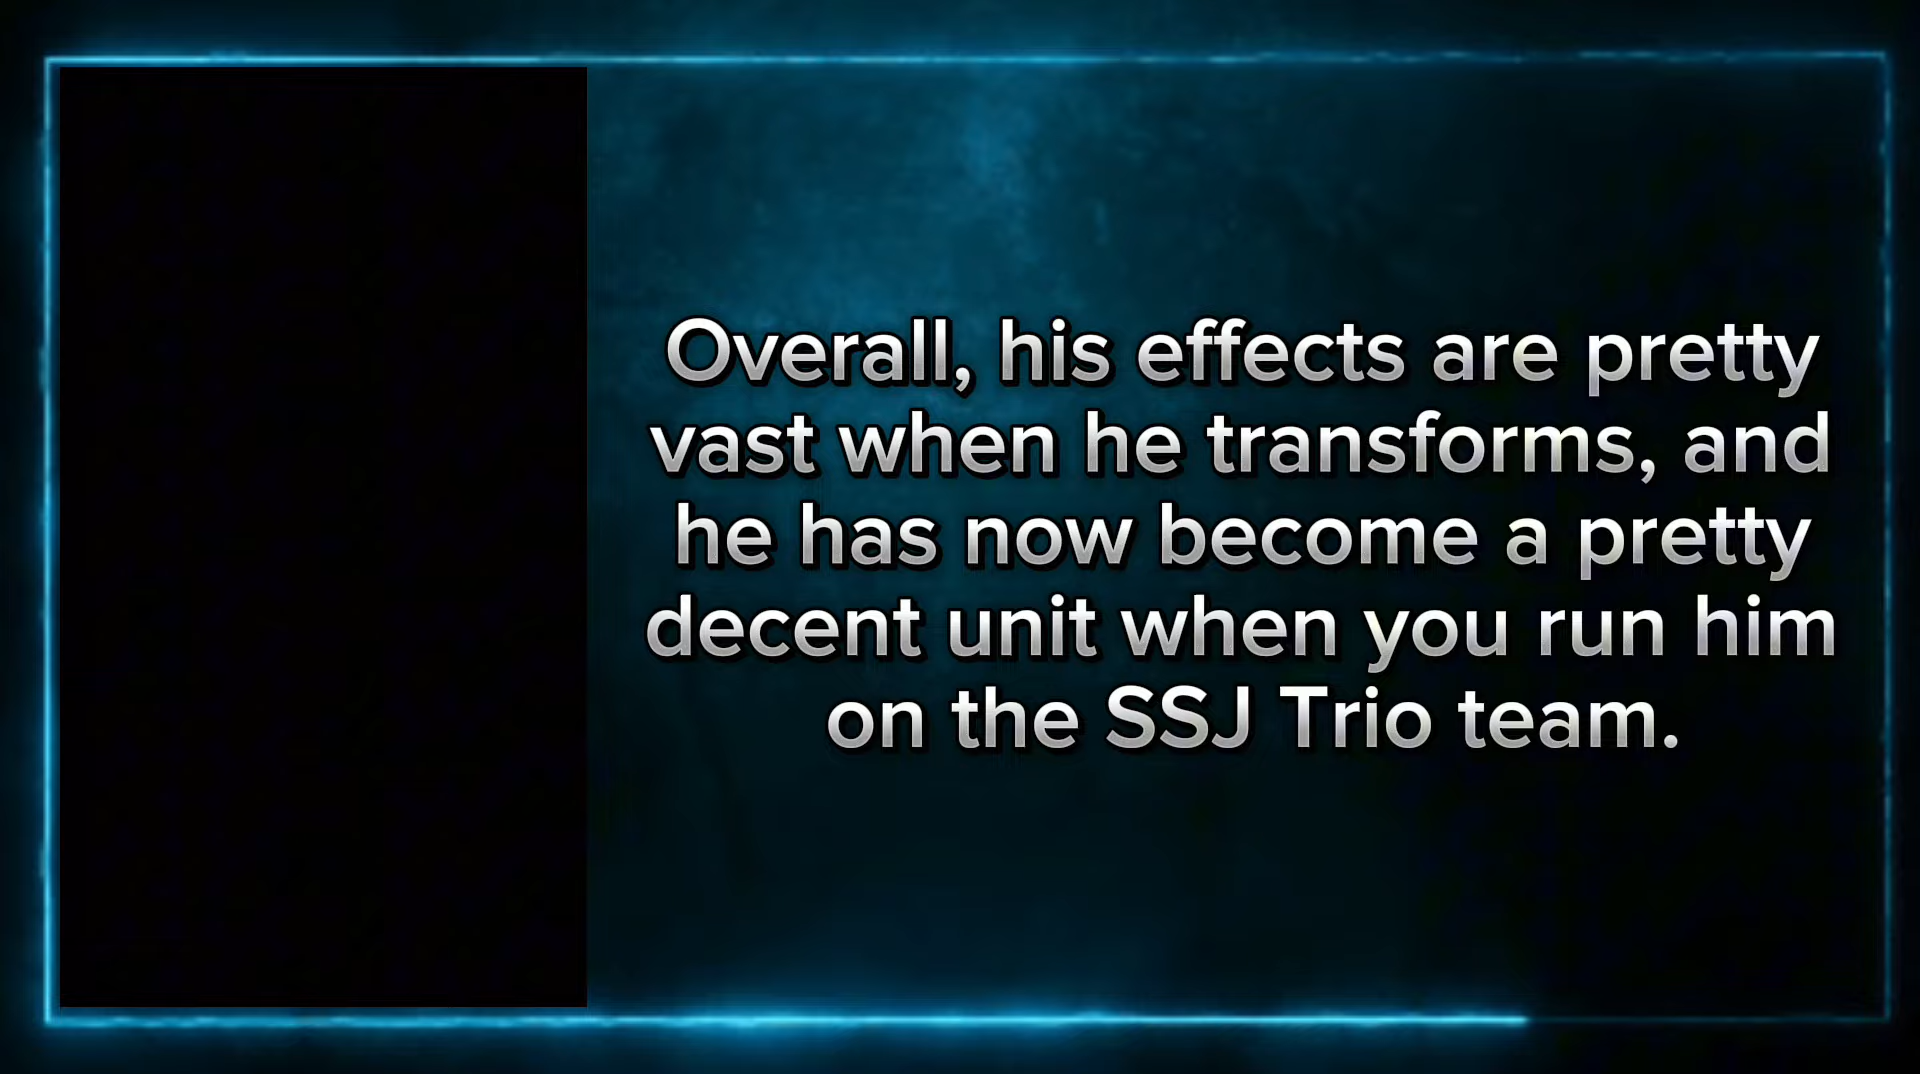 Overall, his effects are pretty
vast when he transforms, and
he has now become a pretty
decent unit when you run him
on the SSJ Trio team.